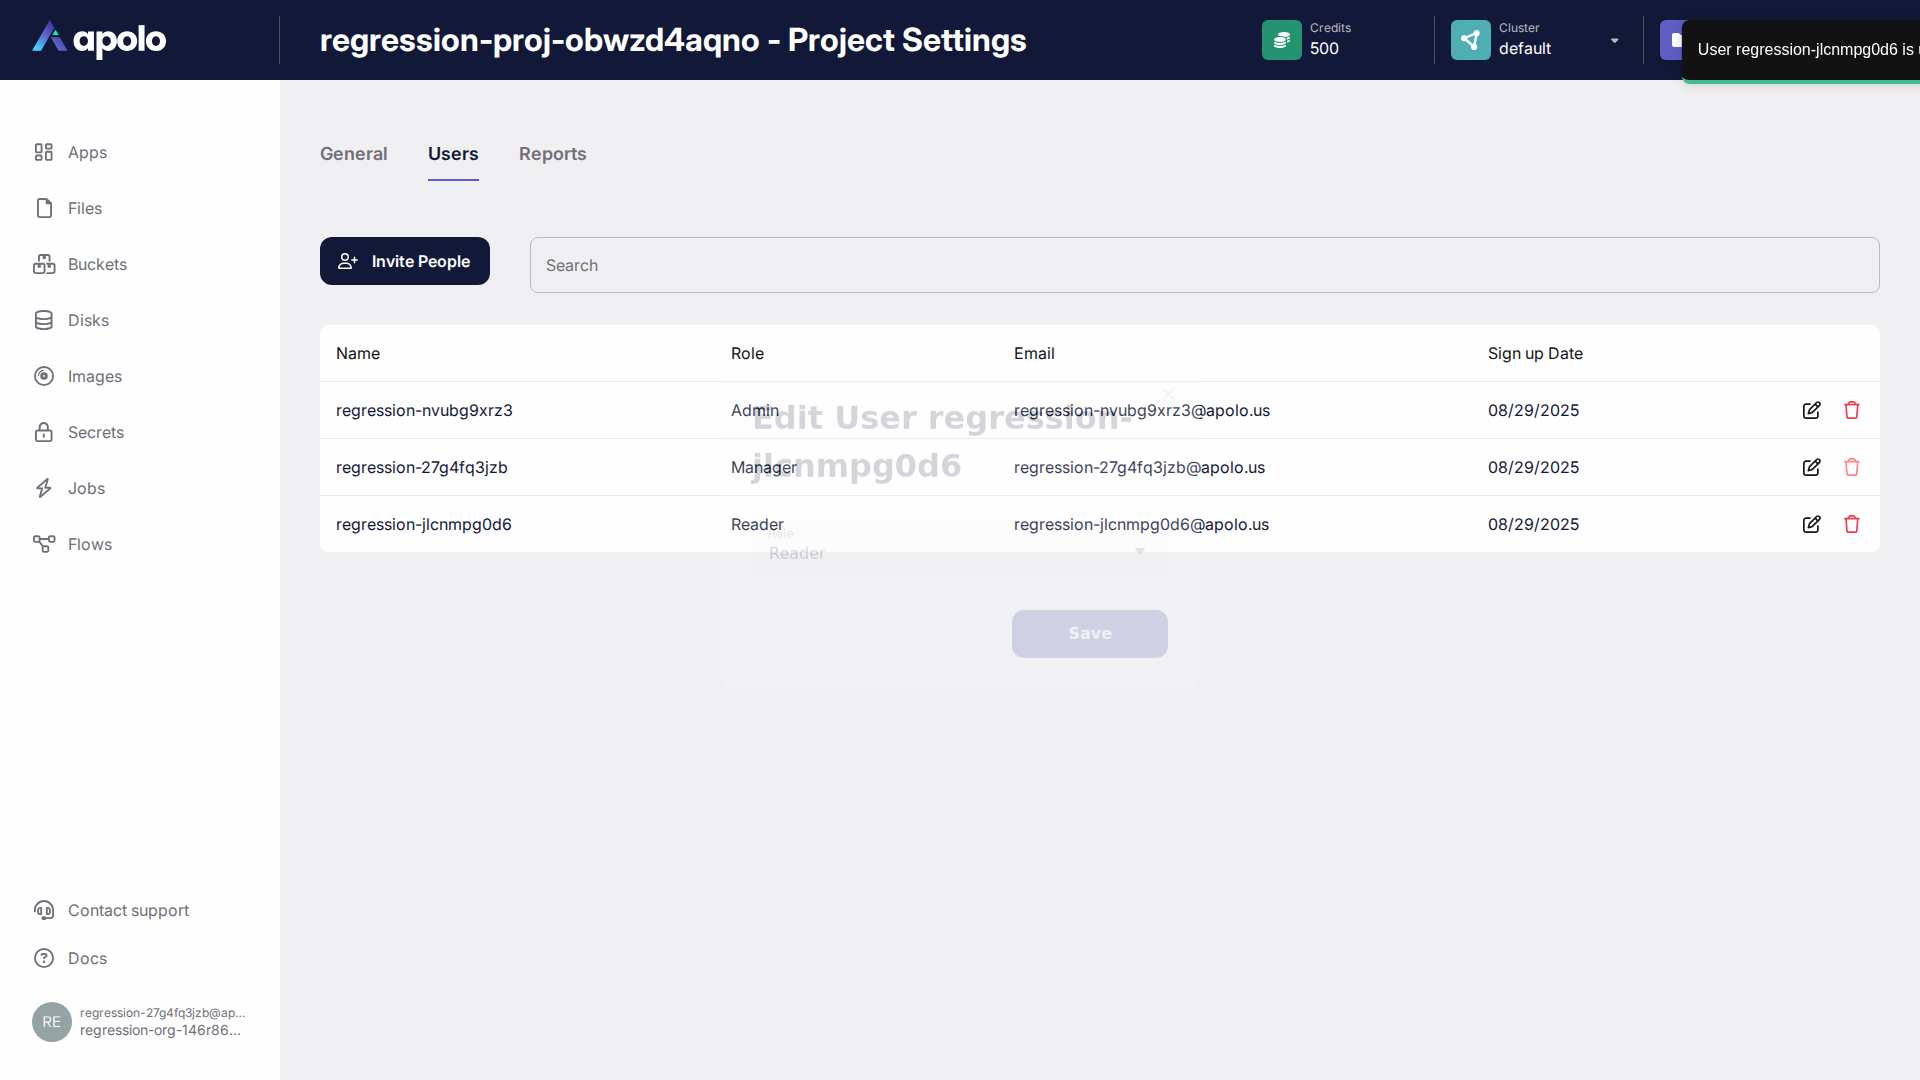 apolo
regression-proj-obwzd4aqno - Project Settings
Credits
500
Cluster
default
User regression-jlcnmpg0d6 is
Apps
Files
Buckets
Disks
Images
Secrets
Jobs
Flows
General Users Reports
Invite People
Search
Name Role Email Sign up Date
regression-nvubg9xrz3 Admin regression-nvubg9xrz3@apolo.us 08/29/2025
regression-27g4fq3jzb Manager regression-27g4fq3jzb@apolo.us 08/29/2025
regression-jlcnmpg0d6 Reader regression-jlcnmpg0d6@apolo.us 08/29/2025
Edit User regression-
jlcnmpg0d6
Role
Reader
Save
Contact support
Docs
RE
regression-27g4fq3jzb@ap...
regression-org-146r86...